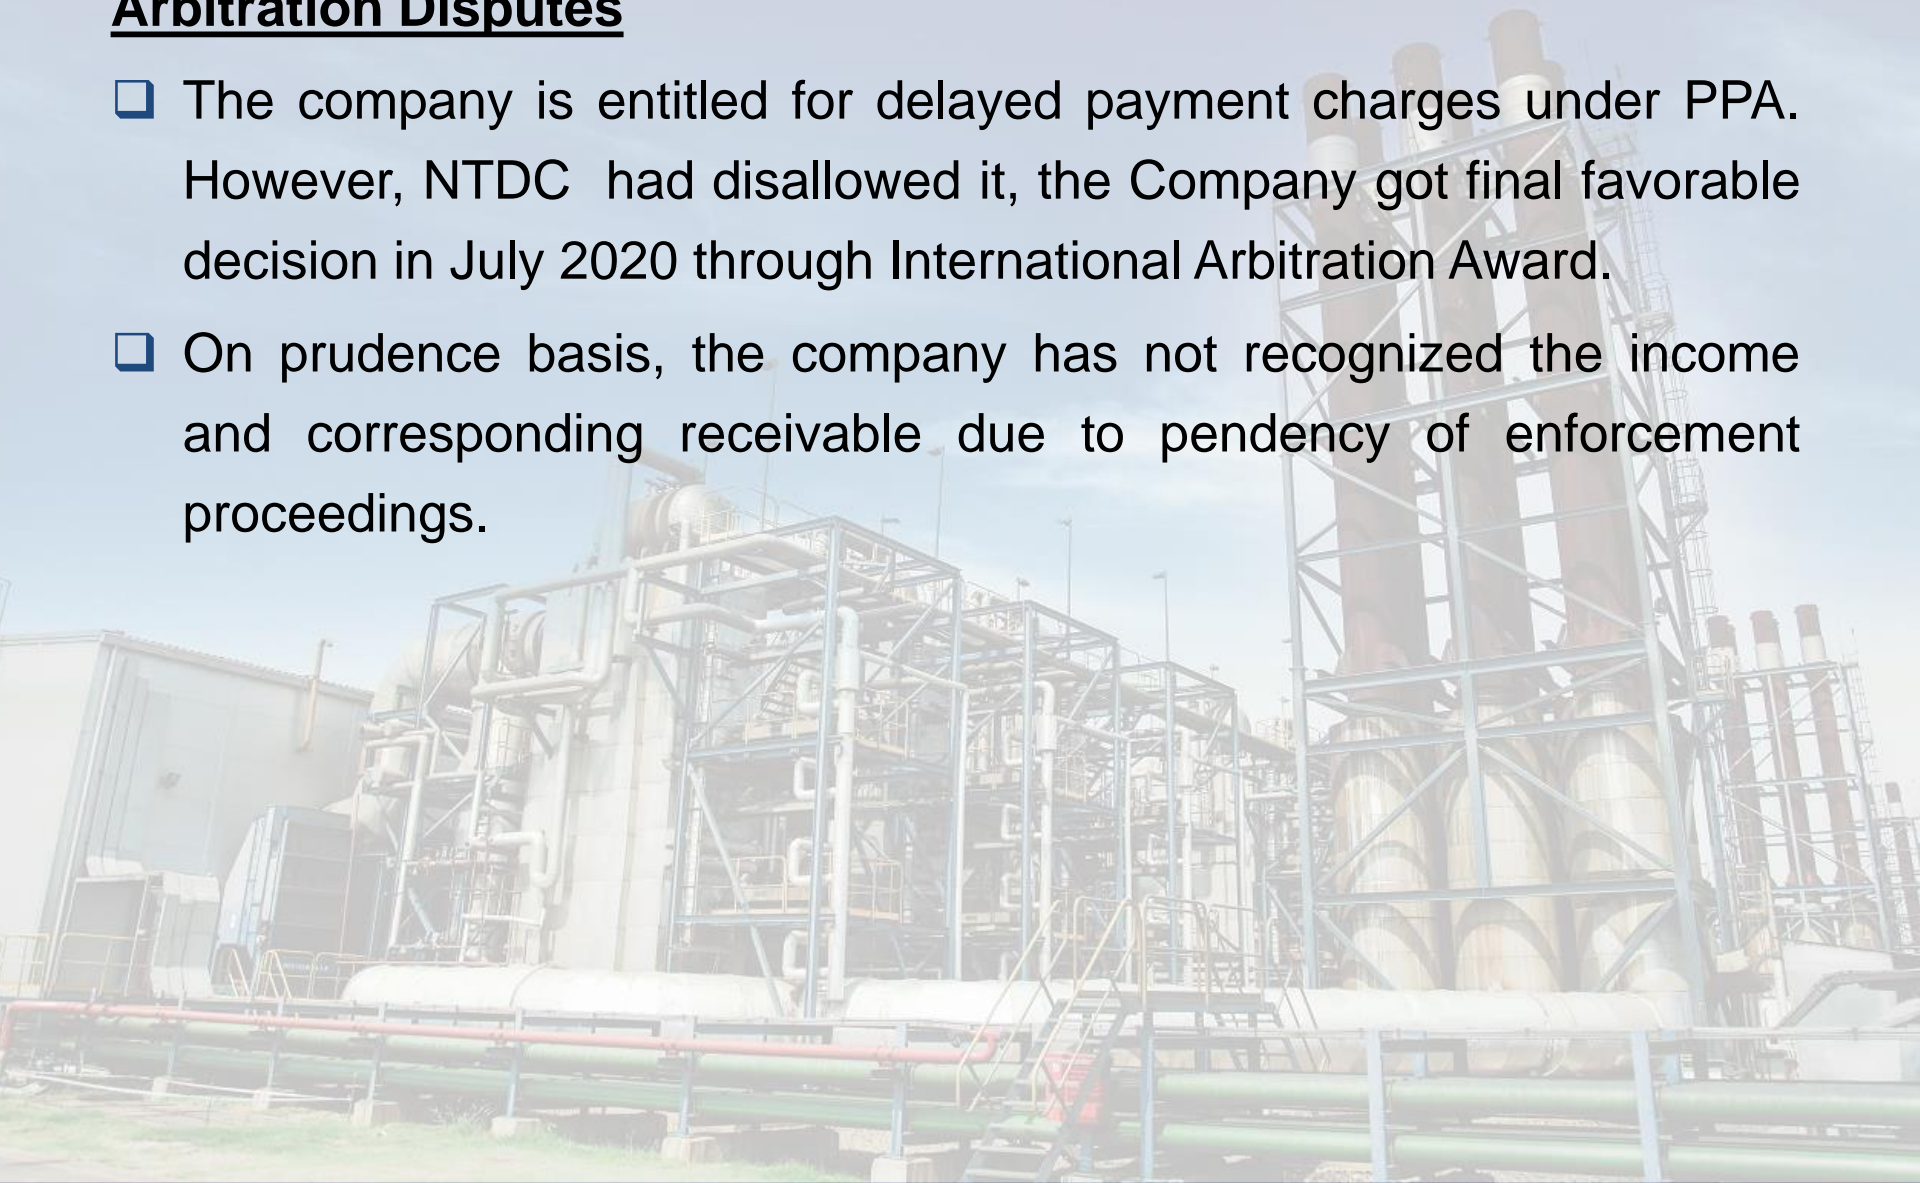 Arbitration Disputes
The company is entitled for delayed payment charges under PPA.
However, NTDC had disallowed it, the Company got final favorable
decision in July 2020 through International Arbitration Award.
On prudence basis, the company has not recognized the income
and corresponding receivable due to pendency of enforcement
proceedings.